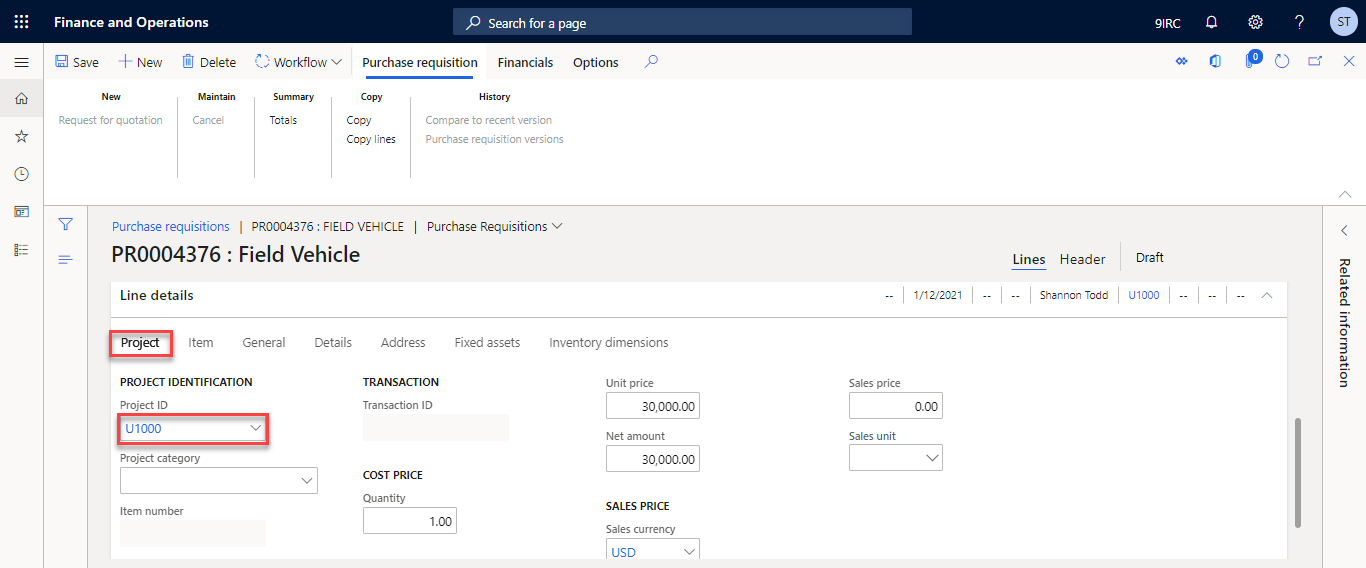 Finance and Operations
Search for a page
9IRC
?
ST
Save
New
Delete
Workflow
Purchase requisition
Financials
Options
0
New
Maintain
Summary
Copy
History
Request for quotation
Cancel
Totals
Copy
Compare to recent version
Copy lines
Purchase requisition versions
Purchase requisitions | PR0004376 : FIELD VEHICLE | Purchase Requisitions
PR0004376 : Field Vehicle
Lines
Header
Draft
Related information
Line details
-- | 1/12/2021 | -- | -- | Shannon Todd | U1000 | -- | -- | --
Project
Item
General
Details
Address
Fixed assets
Inventory dimensions
PROJECT IDENTIFICATION
Project ID
U1000
Project category
Item number
TRANSACTION
Transaction ID
COST PRICE
Quantity
1.00
Unit price
30,000.00
Net amount
30,000.00
SALES PRICE
Sales currency
USD
Sales price
0.00
Sales unit